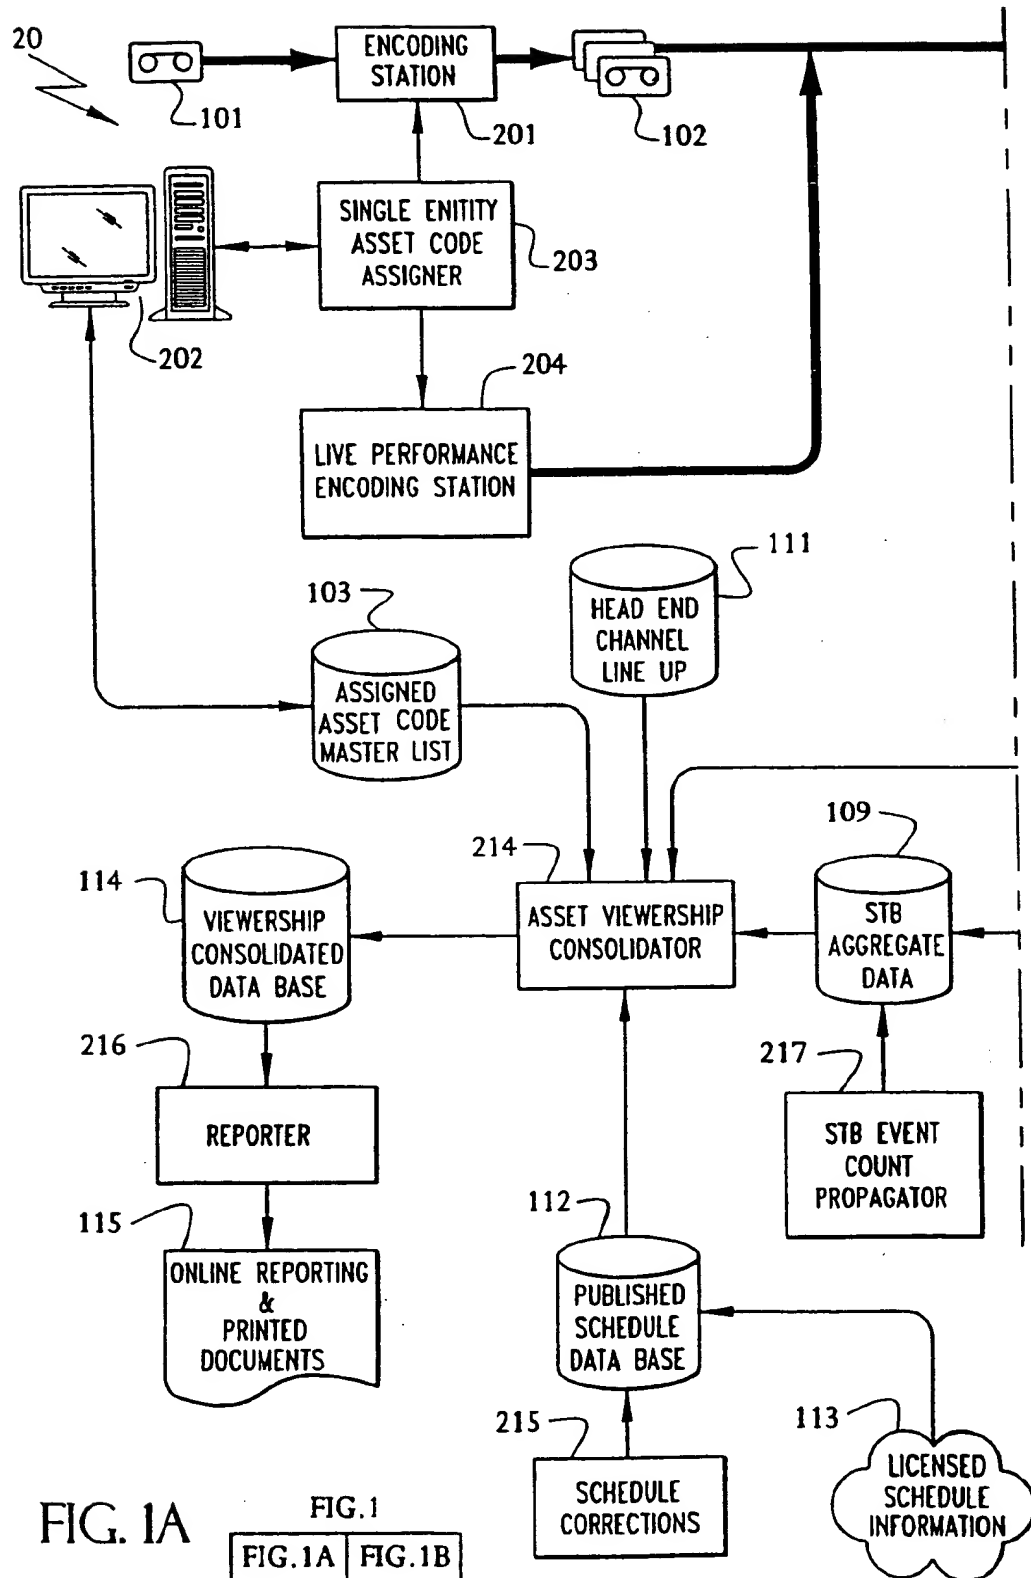 20
101
ENCODING
STATION
201
102
SINGLE ENITITY
ASSET CODE
ASSIGNER
203
202
204
LIVE PERFORMANCE
ENCODING STATION
111
HEAD END
CHANNEL
LINE UP
103
ASSIGNED
ASSET CODE
MASTER LIST
109
STB
AGGREGATE
DATA
214
ASSET VIEWERSHIP
CONSOLIDATOR
114
VIEWERSHIP
CONSOLIDATED
DATA BASE
216
REPORTER
217
STB EVENT
COUNT
PROPAGATOR
115
ONLINE REPORTING
&
PRINTED
DOCUMENTS
112
PUBLISHED
SCHEDULE
DATA BASE
215
SCHEDULE
CORRECTIONS
113
LICENSED
SCHEDULE
INFORMATION
FIG. 1A
FIG.1
FIG.1A FIG.1B